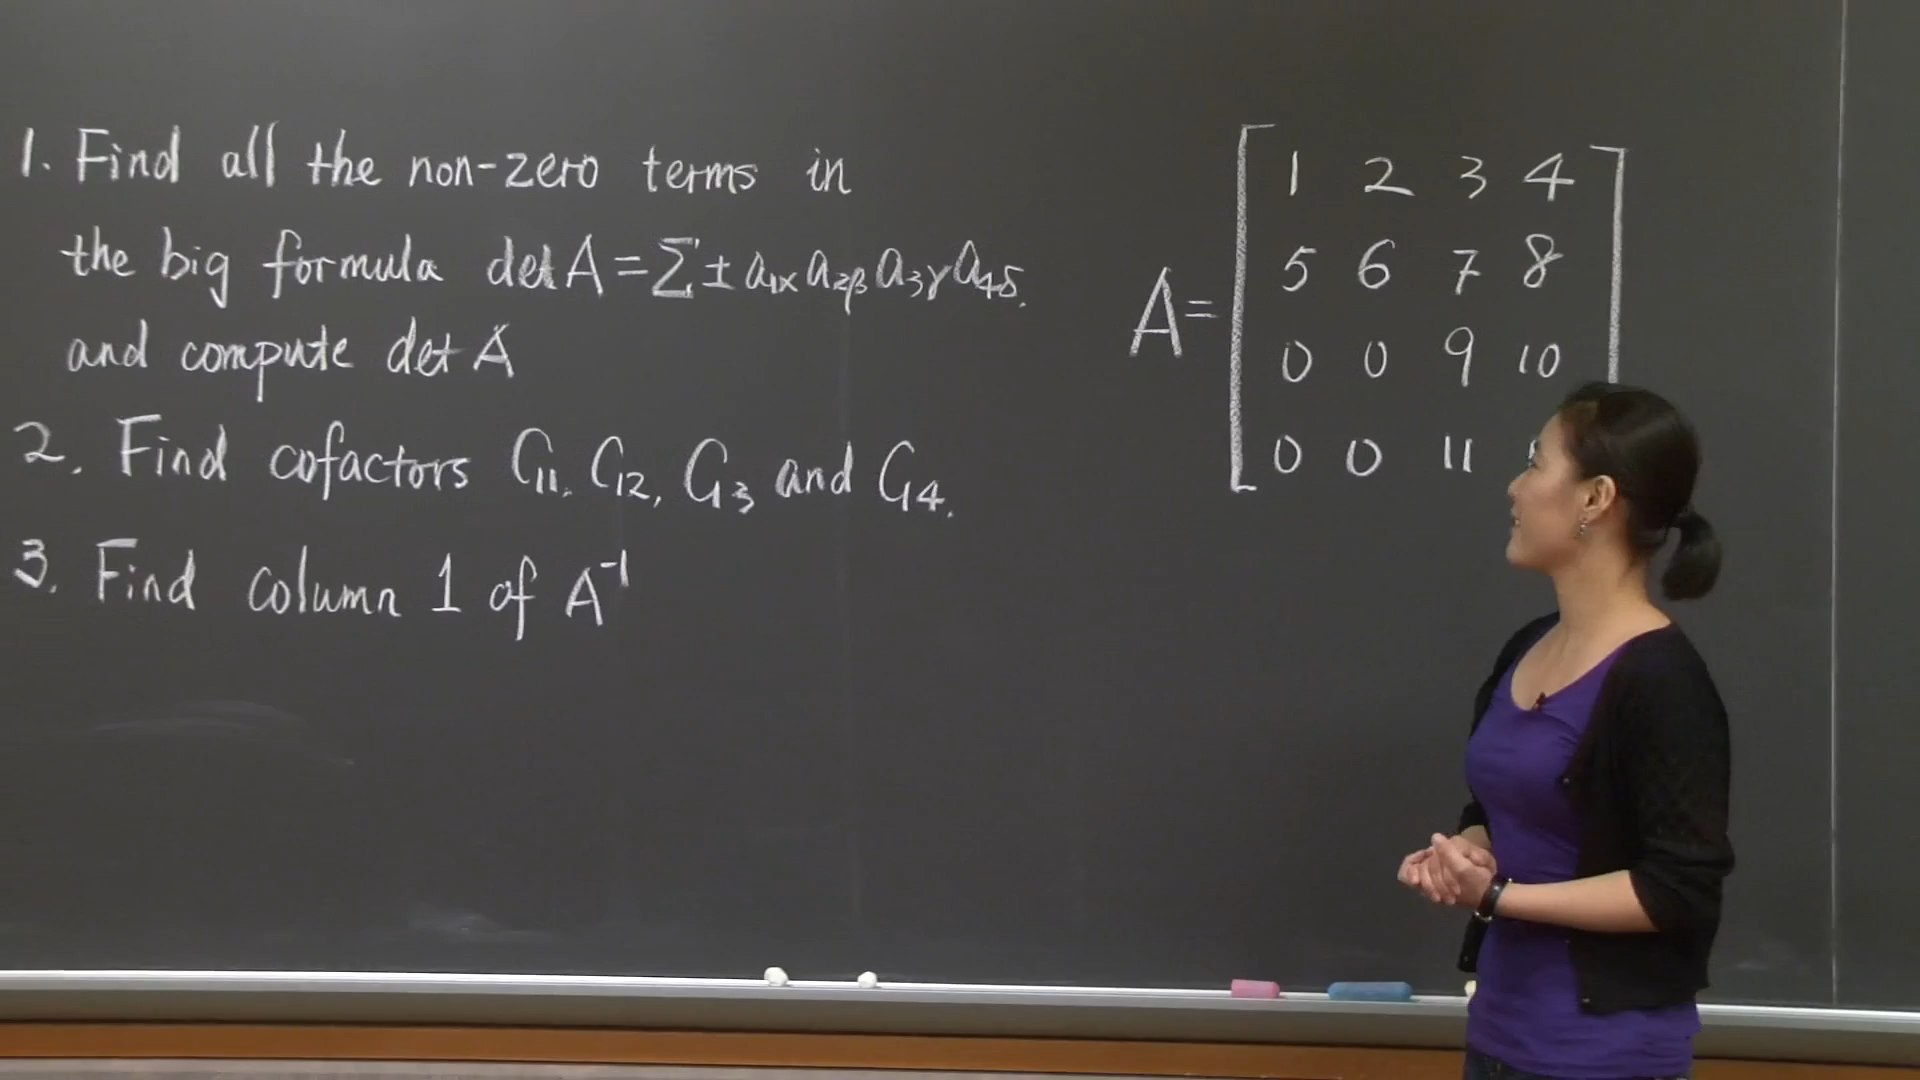 1. Find all the non-zero terms in
the big formula det A = Σ ± a₁α a₂β a₃γ a₄δ.
and compute det A
2. Find cofactors C₁₁, C₁₂, C₁₃ and C₁₄.
3. Find column 1 of A⁻¹
A =
1 2 3 4
5 6 7 8
0 0 9 10
0 0 11